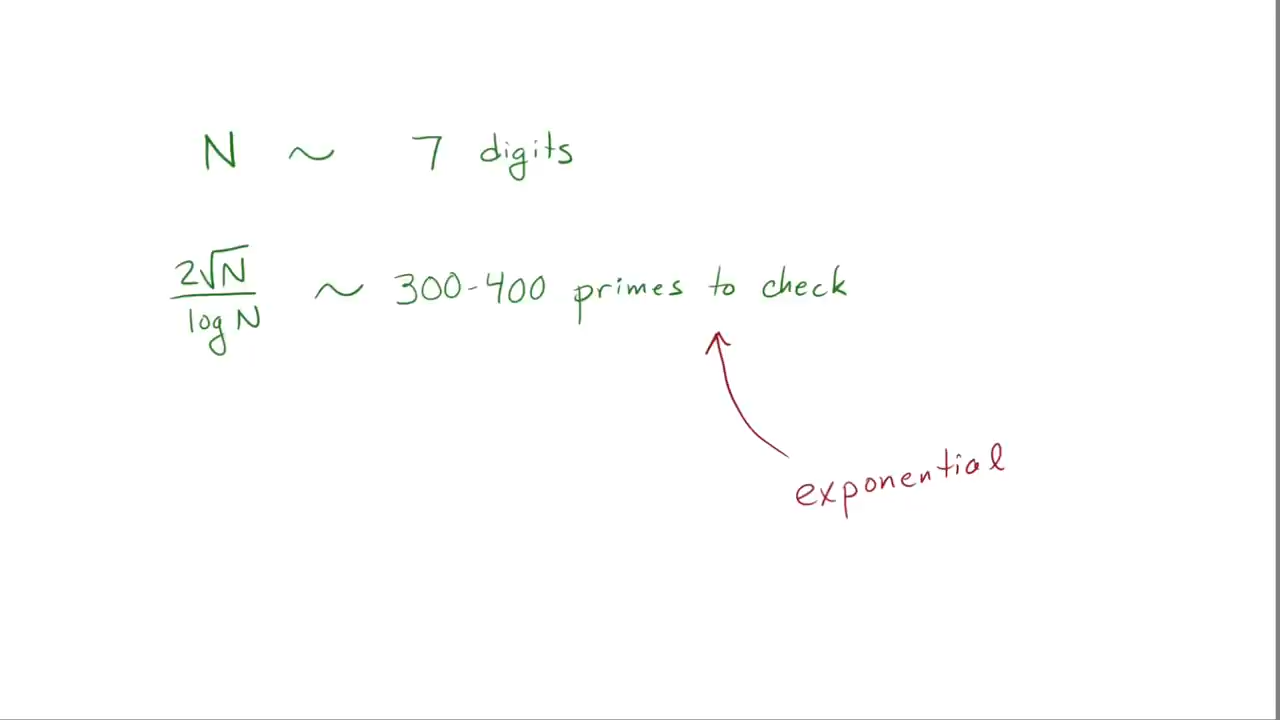 N ~ 7 digits
2√N / log N ~ 300-400 primes to check
exponential